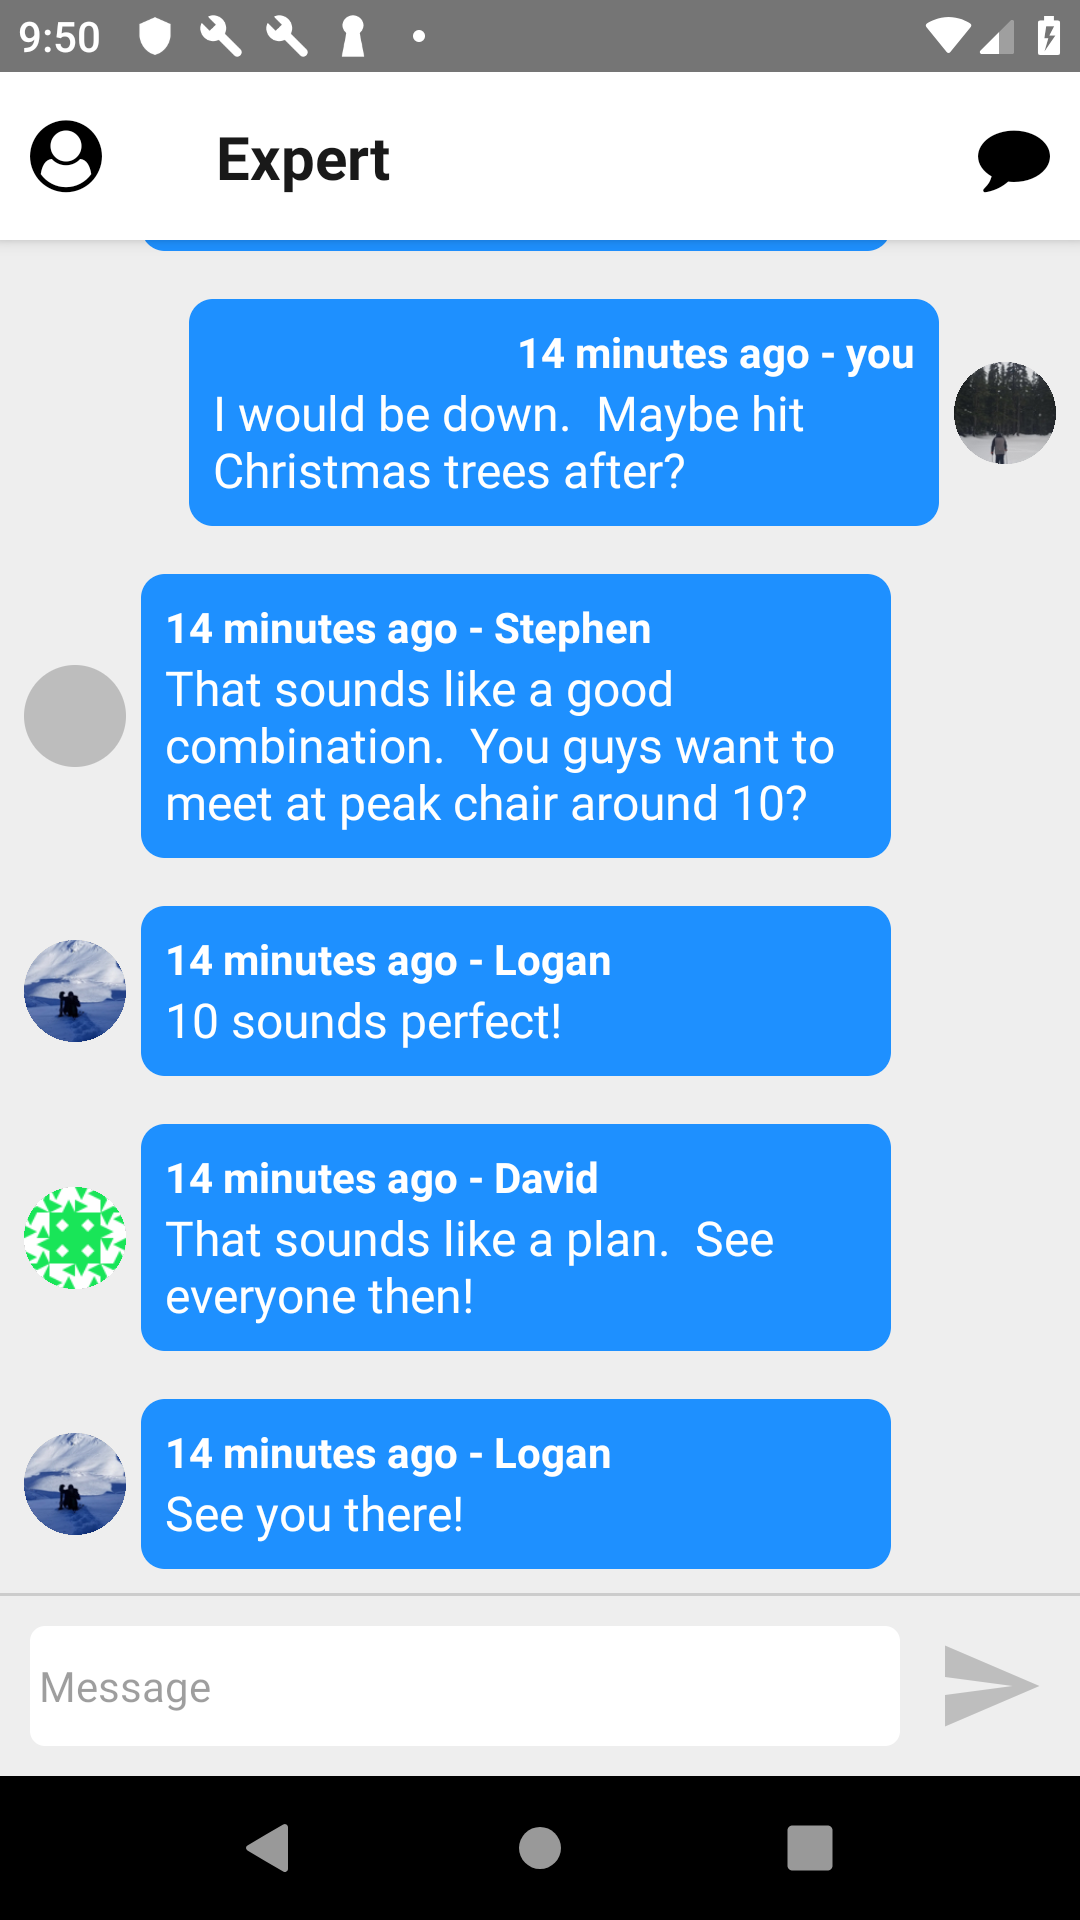 9:50
Expert
14 minutes ago - you
I would be down.  Maybe hit
Christmas trees after?
14 minutes ago - Stephen
That sounds like a good
combination.  You guys want to
meet at peak chair around 10?
14 minutes ago - Logan
10 sounds perfect!
14 minutes ago - David
That sounds like a plan.  See
everyone then!
14 minutes ago - Logan
See you there!
Message